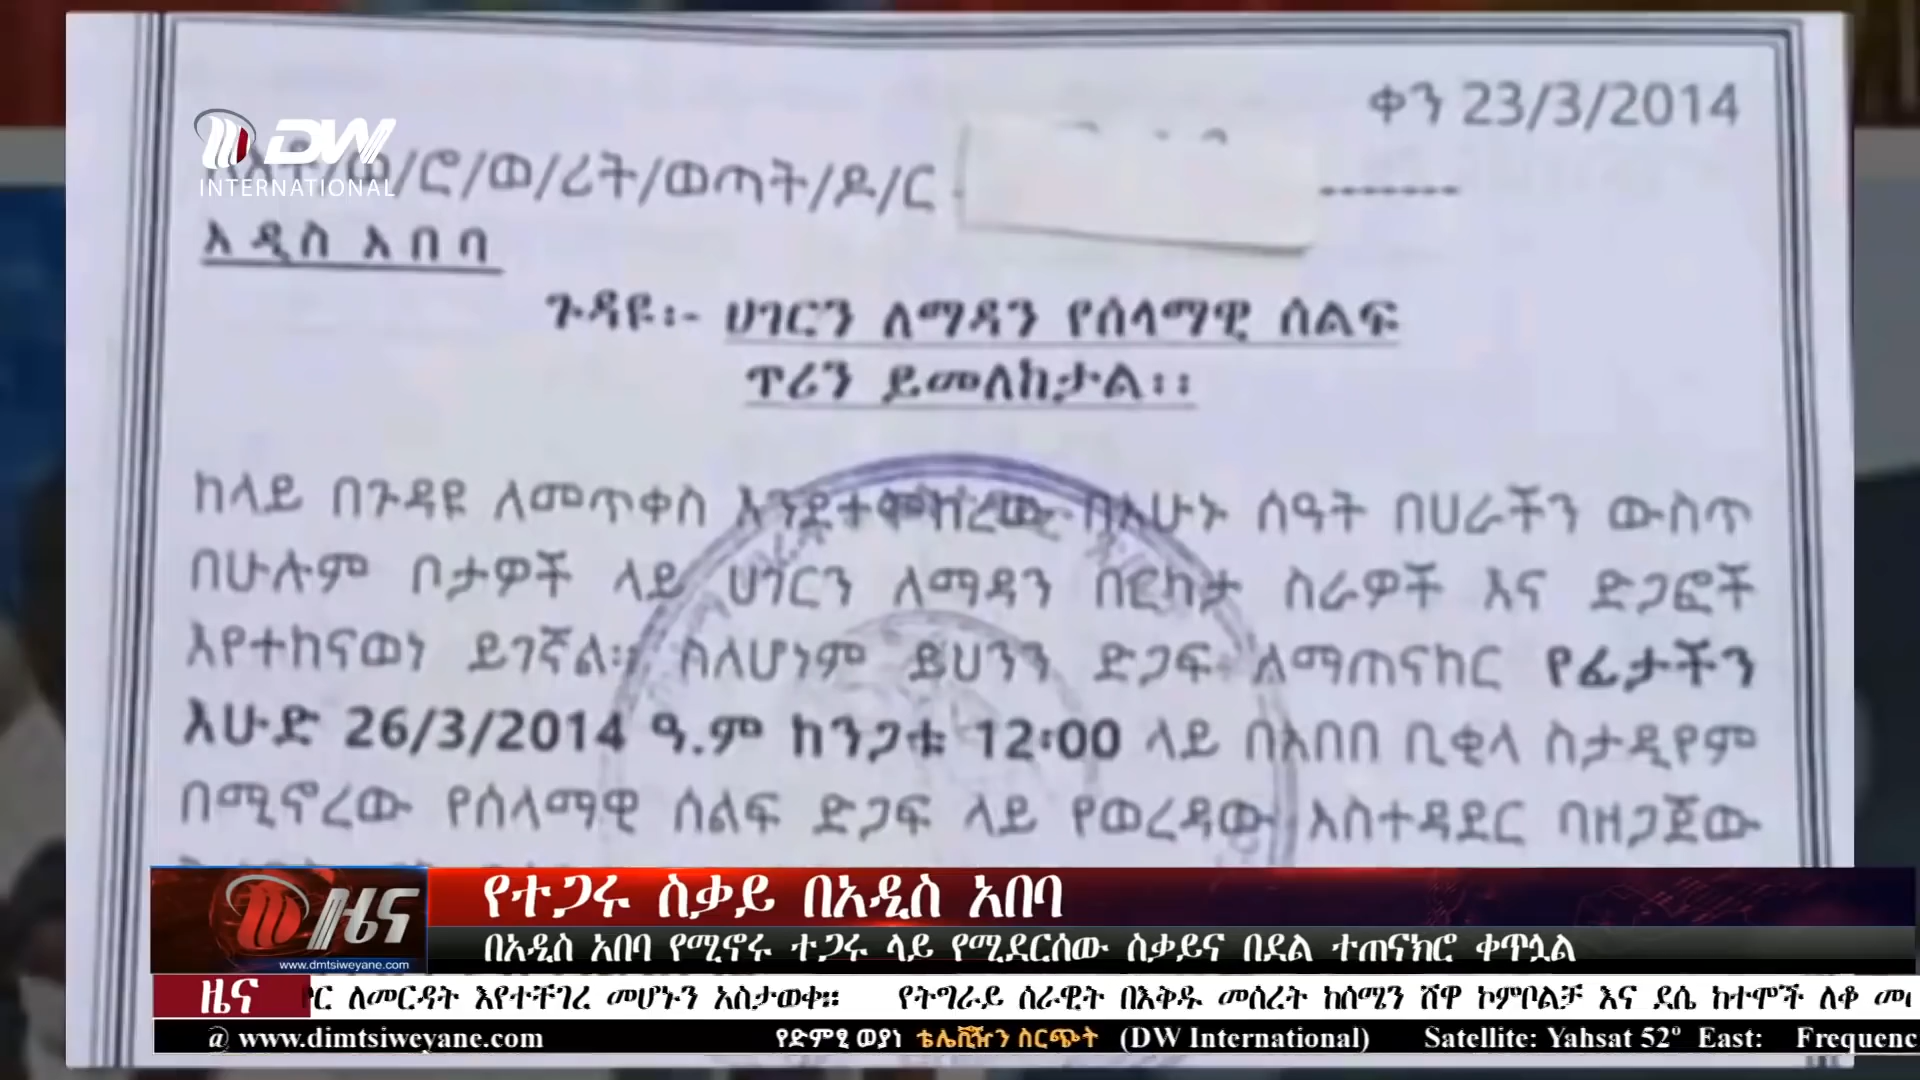 DW
INTERNATIONAL
ቀን 23/3/2014
/ሮ/ወ/ሪት/ወጣት/ዶ/ር
አዲስ አበባ
ጉዳዩ፡- ሀገርን ለማዳን የሰላማዊ ሰልፍ
ጥሪን ይመለከታል፡፡
ከላይ በጉዳዩ ለመጥቀስ እንደተሞከረው በአሁኑ ሰዓት በሀራችን ውስጥ
በሁሉም ቦታዎች ላይ ሀገርን ለማዳን በርካታ ስራዎች እና ድጋፎች
እየተከናወነ ይገኛል፡፡ ስለሆነም ይህንን ድጋፍ ለማጠናከር የፊታችን
እሁድ 26/3/2014 ዓ.ም ከንጋቱ 12፡00 ላይ በአበበ ቢቂላ ስታዲየም
በሚኖረው የሰላማዊ ሰልፍ ድጋፍ ላይ የወረዳው አስተዳደር በዘጋጀው
ዜና
www.dmtsiweyane.com
የተጋሩ ስቃይ በአዲስ አበባ
በአዲስ አበባ የሚኖሩ ተጋሩ ላይ የሚደርሰው ስቃይና በደል ተጠናክሮ ቀጥሏል
ዜና ር ለመርዳት እየተቸገረ መሆኑን አስታወቀ። የትግራይ ሰራዊት በእቅዱ መሰረት ከሰሜን ሸዋ ኮምቦልቻ እና ደሴ ከተሞች ለቆ
@ www.dimtsiweyane.com የድምፂ ወያነ ቴሌቪዥን ስርጭት (DW International) Satellite: Yahsat 52º East: Frequenc